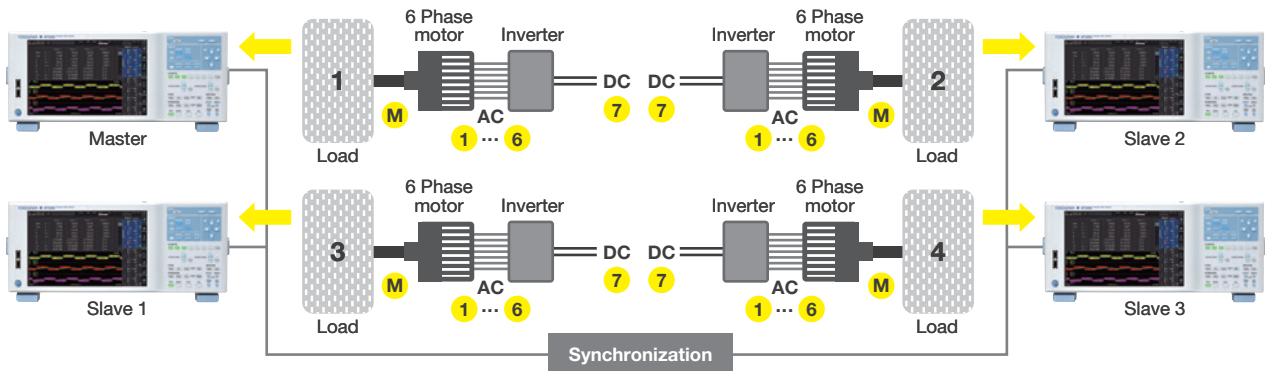 6 Phase
motor
Inverter
1
M
AC
1 ... 6
DC
7
Load
Master
Inverter
6 Phase
motor
DC
7
AC
1 ... 6
M
2
Load
Slave 2
6 Phase
motor
Inverter
3
M
AC
1 ... 6
DC
7
Load
Slave 1
Inverter
6 Phase
motor
DC
7
AC
1 ... 6
M
4
Load
Slave 3
Synchronization